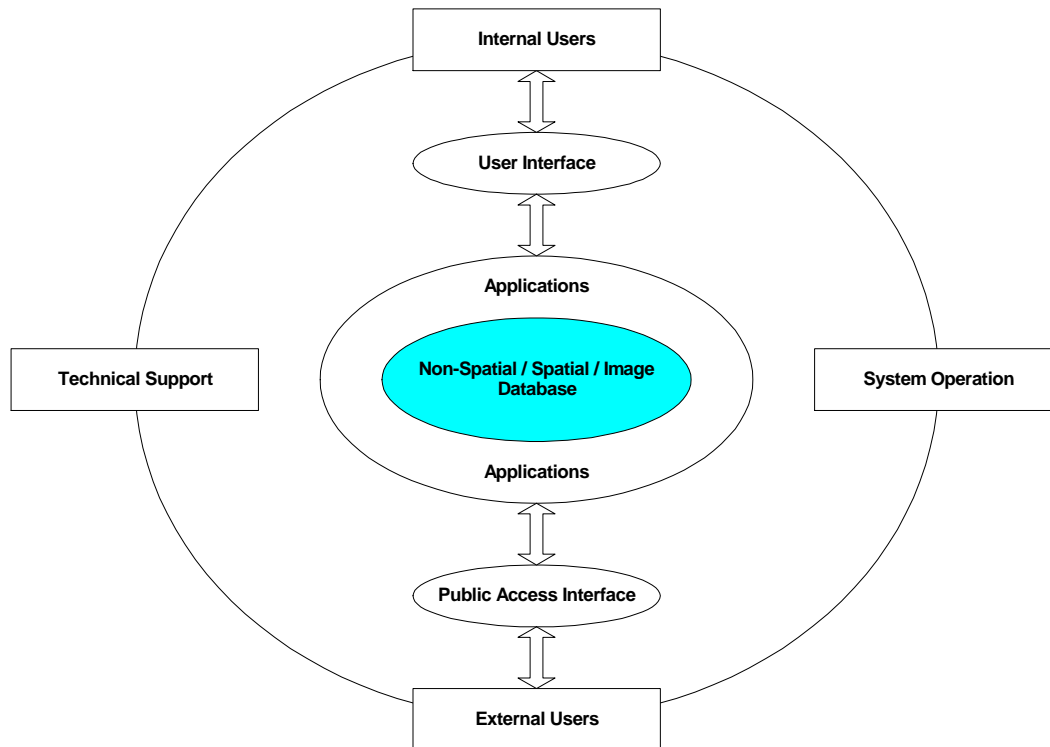 Internal Users
User Interface
Applications
Technical Support
Non-Spatial / Spatial / Image
Database
System Operation
Applications
Public Access Interface
External Users